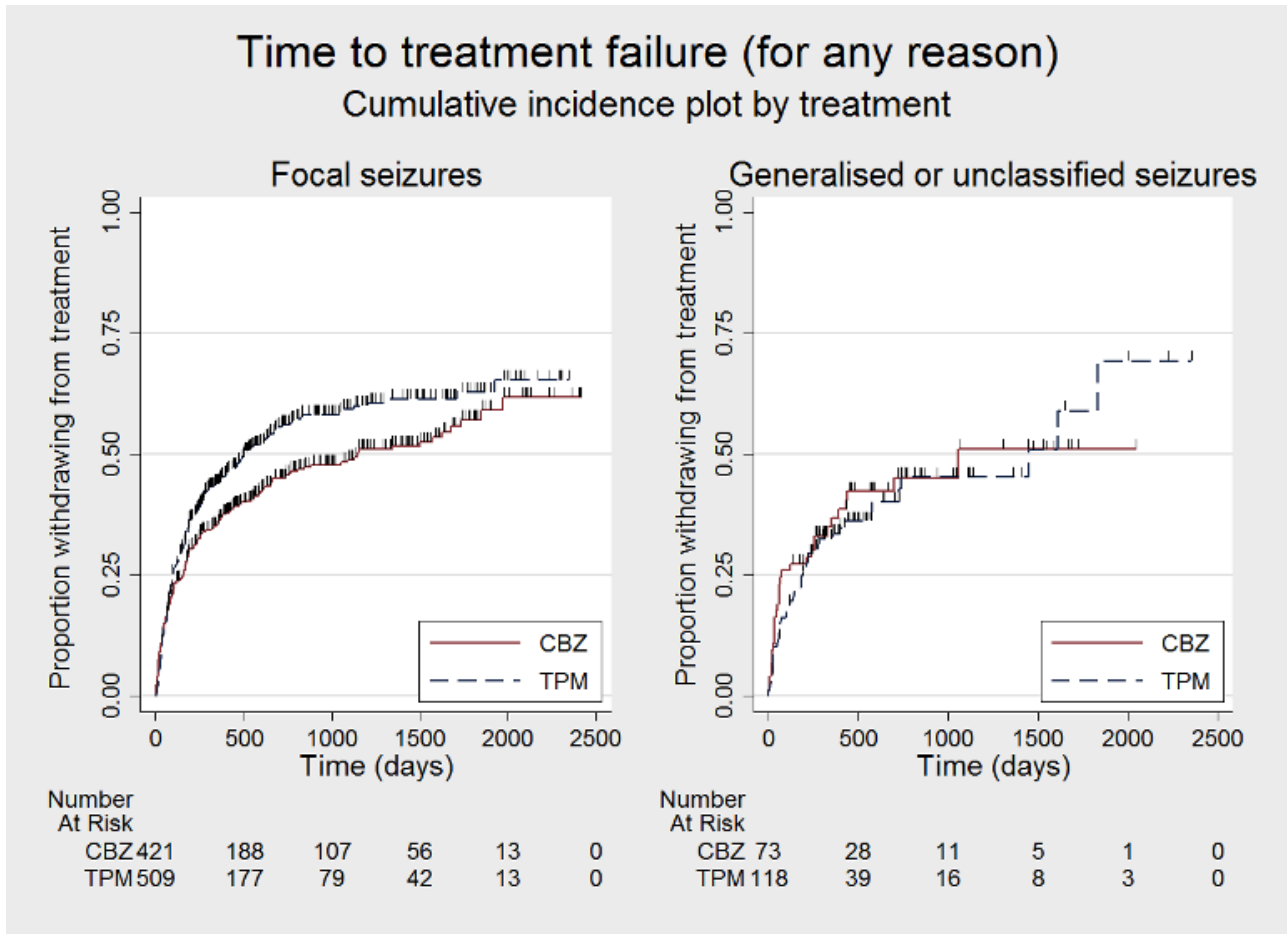 Time to treatment failure (for any reason)
Cumulative incidence plot by treatment
Focal seizures
Proportion withdrawing from treatment
1.00
0.75
0.50
0.25
0.00
CBZ
TPM
0 500 1000 1500 2000 2500
Time (days)
Number
At Risk
CBZ 421 188 107 56 13 0
TPM 509 177 79 42 13 0
Generalised or unclassified seizures
Proportion withdrawing from treatment
1.00
0.75
0.50
0.25
0.00
CBZ
TPM
0 500 1000 1500 2000 2500
Time (days)
Number
At Risk
CBZ 73 28 11 5 1 0
TPM 118 39 16 8 3 0